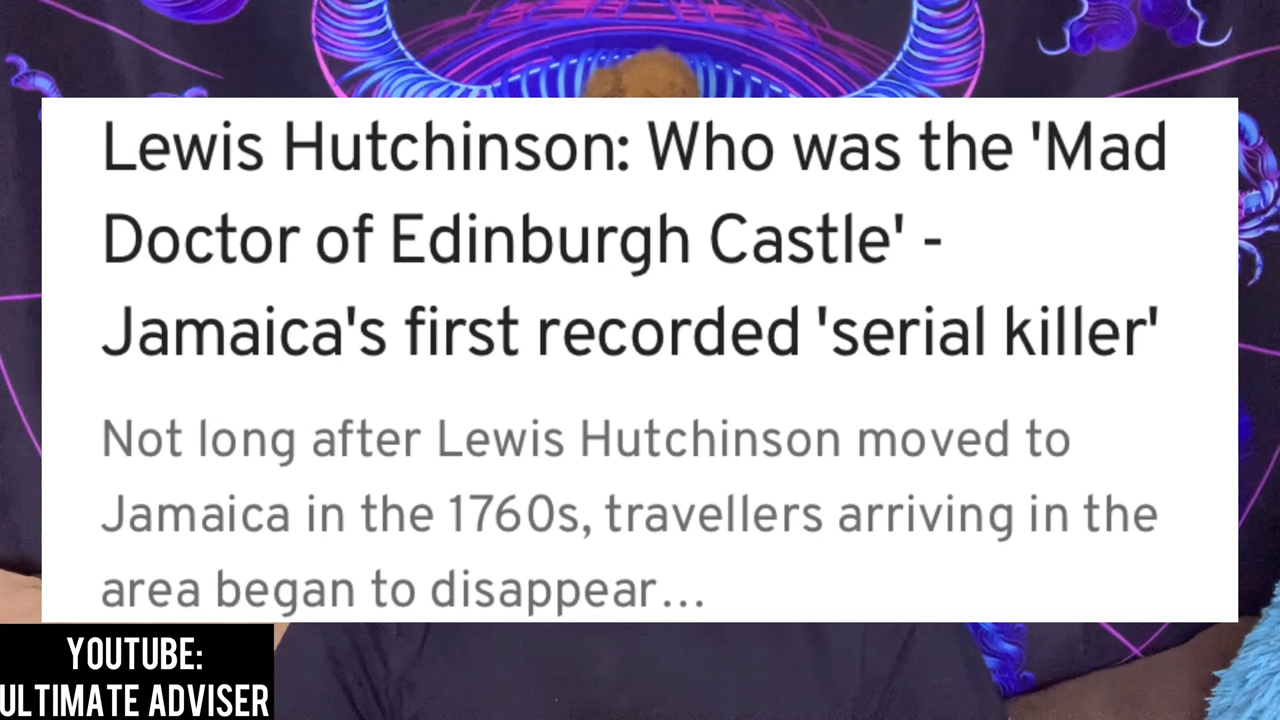 Lewis Hutchinson: Who was the 'Mad
Doctor of Edinburgh Castle' -
Jamaica's first recorded 'serial killer'
Not long after Lewis Hutchinson moved to
Jamaica in the 1760s, travellers arriving in the
area began to disappear...
YOUTUBE:
ULTIMATE ADVISER